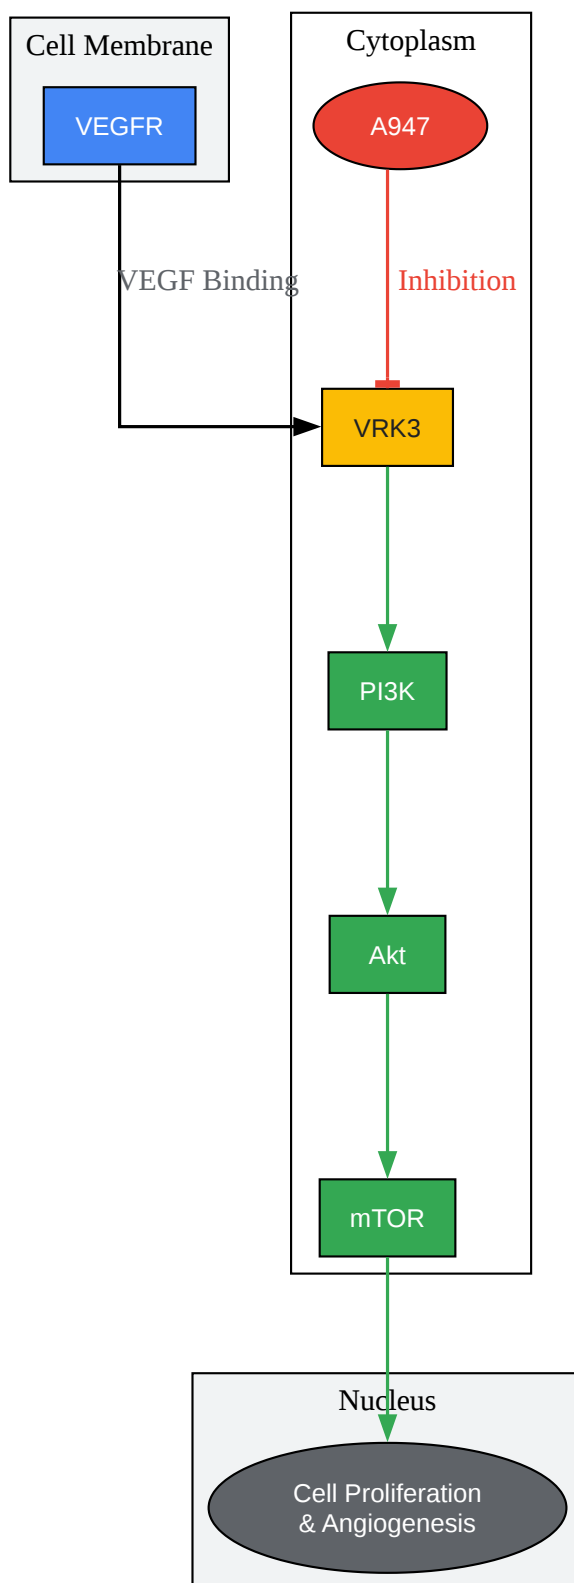 Cell Membrane
VEGFR
Cytoplasm
A947
VEGF Binding
Inhibition
VRK3
PI3K
Akt
mTOR
Nucleus
Cell Proliferation
& Angiogenesis